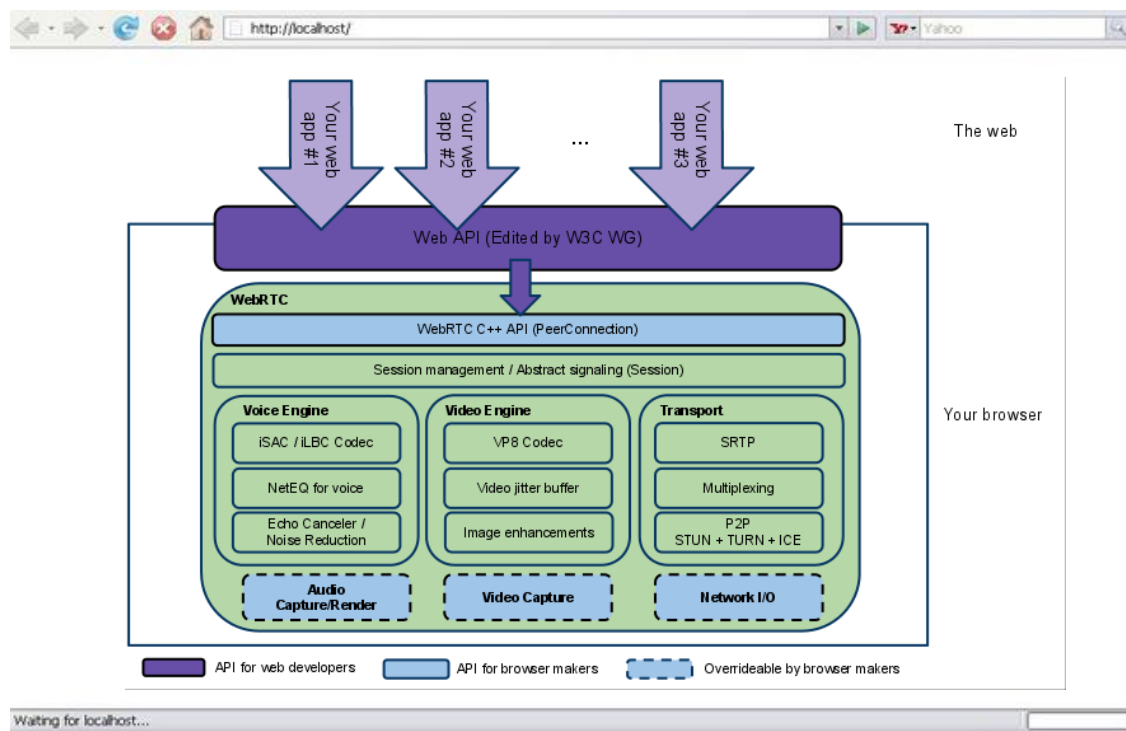 http://localhost/
Yahoo
Your web
app #1
Your web
app #2
...
Your web
app #3
The web
Web API (Edited by W3C WG)
WebRTC
WebRTC C++ API (PeerConnection)
Session management / Abstract signaling (Session)
Your browser
Voice Engine
iSAC / iLBC Codec
NetEQ for voice
Echo Canceler /
Noise Reduction
Video Engine
VP8 Codec
Video jitter buffer
Image enhancements
Transport
SRTP
Multiplexing
P2P
STUN + TURN + ICE
Audio
Capture/Render
Video Capture
Network I/O
API for web developers
API for browser makers
Overrideable by browser makers
Waiting for localhost...